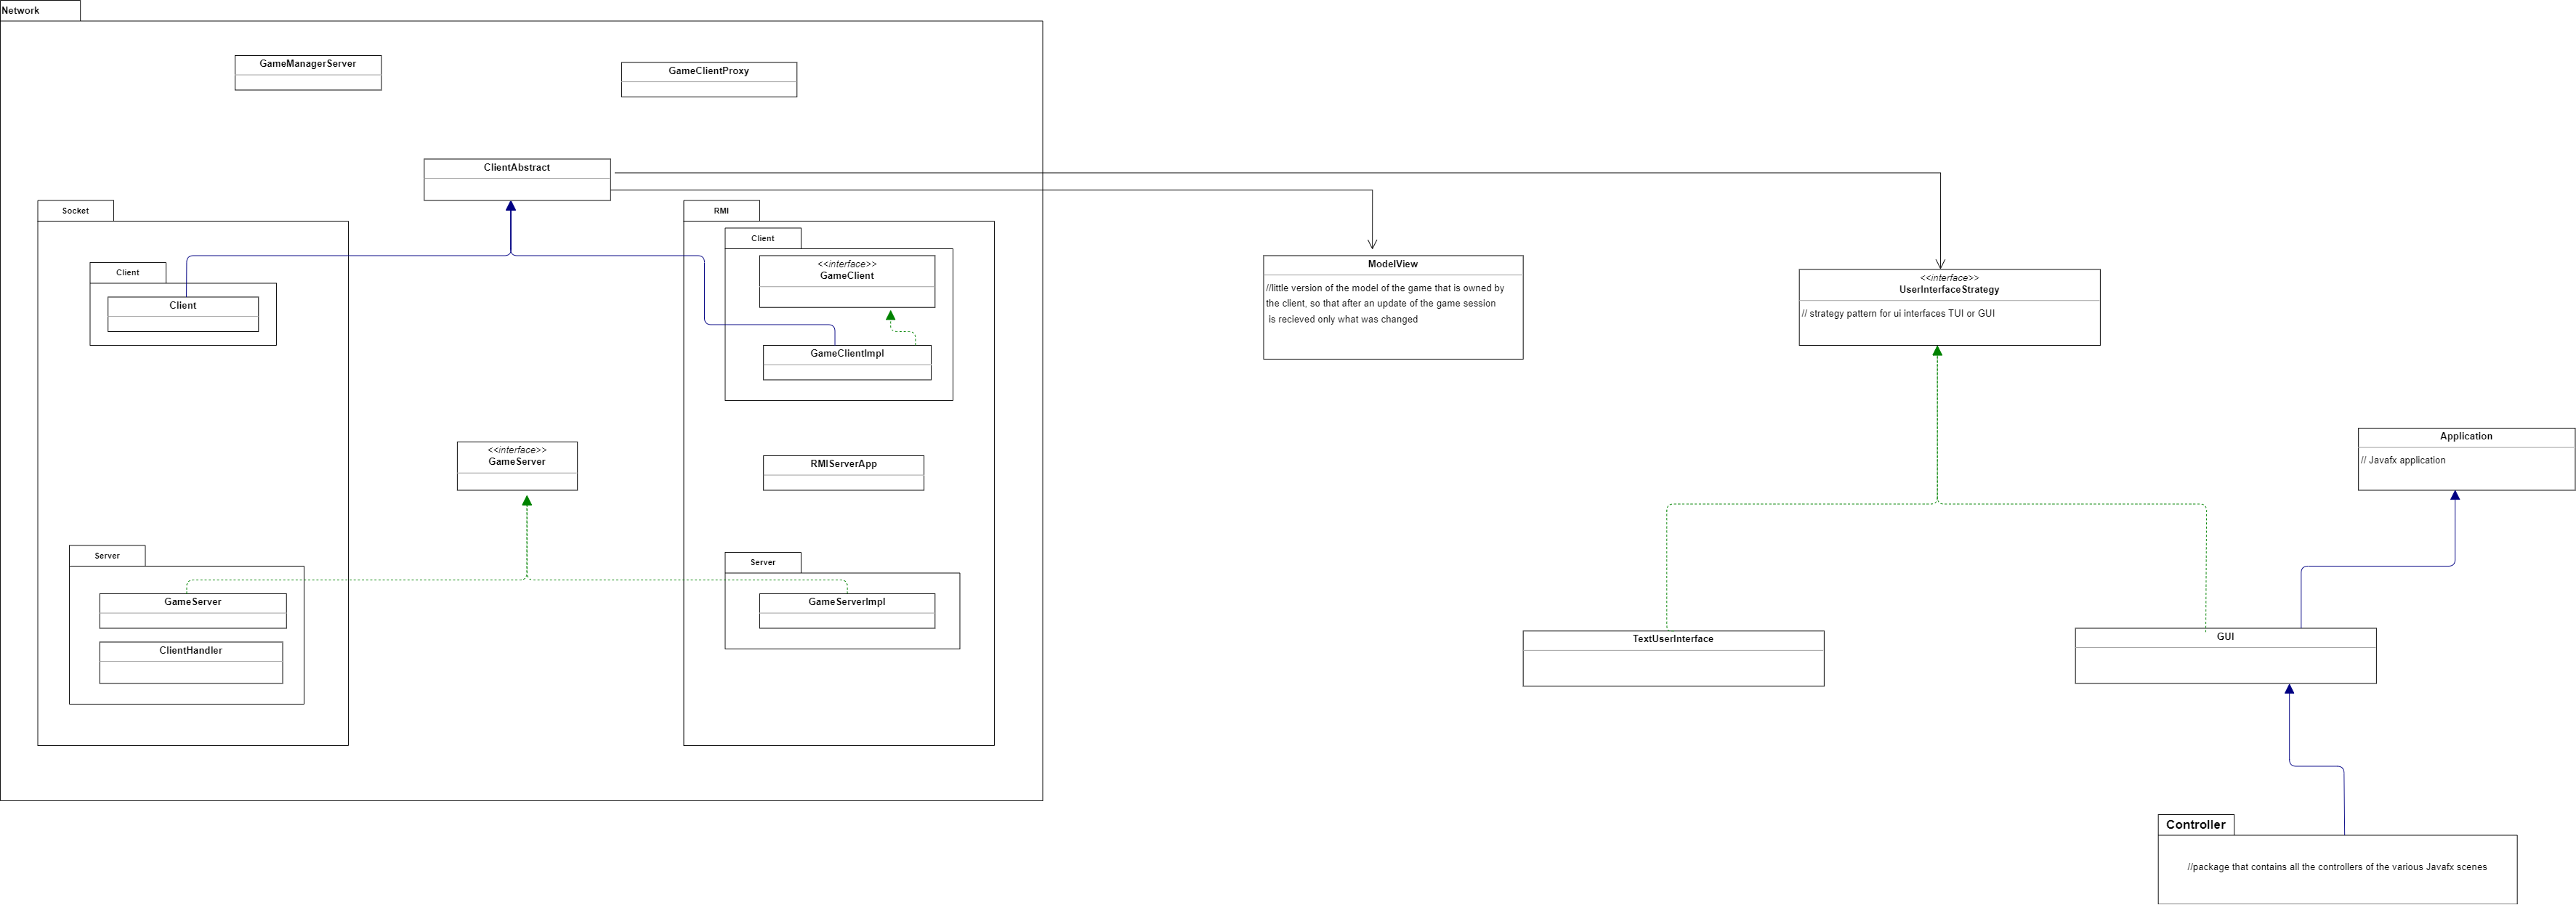 Network
GameManagerServer
GameClientProxy
ClientAbstract
Socket
RMI
Client
<<interface>>
GameClient
Client
Client
GameClientImpl
<<interface>>
GameServer
RMIServerApp
Server
GameServer
ClientHandler
Server
GameServerImpl
ModelView
//little version of the model of the game that is owned by
the client, so that after an update of the game session
is recieved only what was changed
<<interface>>
UserInterfaceStrategy
// strategy pattern for ui interfaces TUI or GUI
Application
// Javafx application
TextUserInterface
GUI
Controller
//package that contains all the controllers of the various Javafx scenes